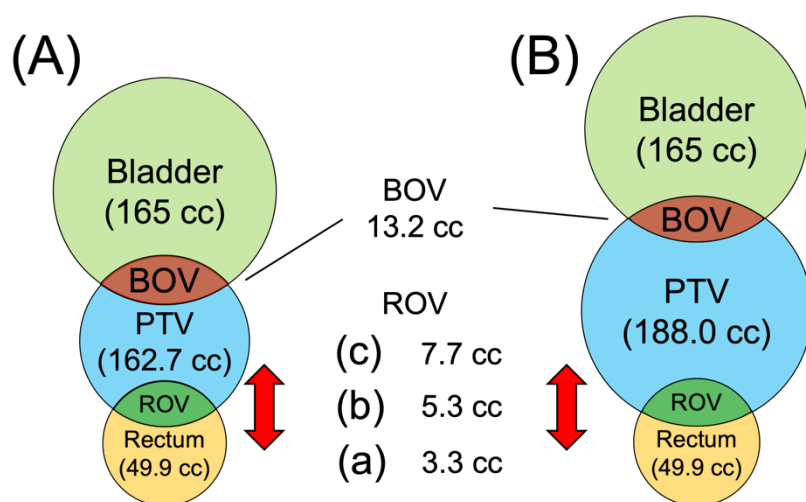 (A)
Bladder
(165 cc)
BOV
PTV
(162.7 cc)
ROV
Rectum
(49.9 cc)
BOV
13.2 cc
ROV
(c) 7.7 cc
(b) 5.3 cc
(a) 3.3 cc
(B)
Bladder
(165 cc)
BOV
PTV
(188.0 cc)
ROV
Rectum
(49.9 cc)